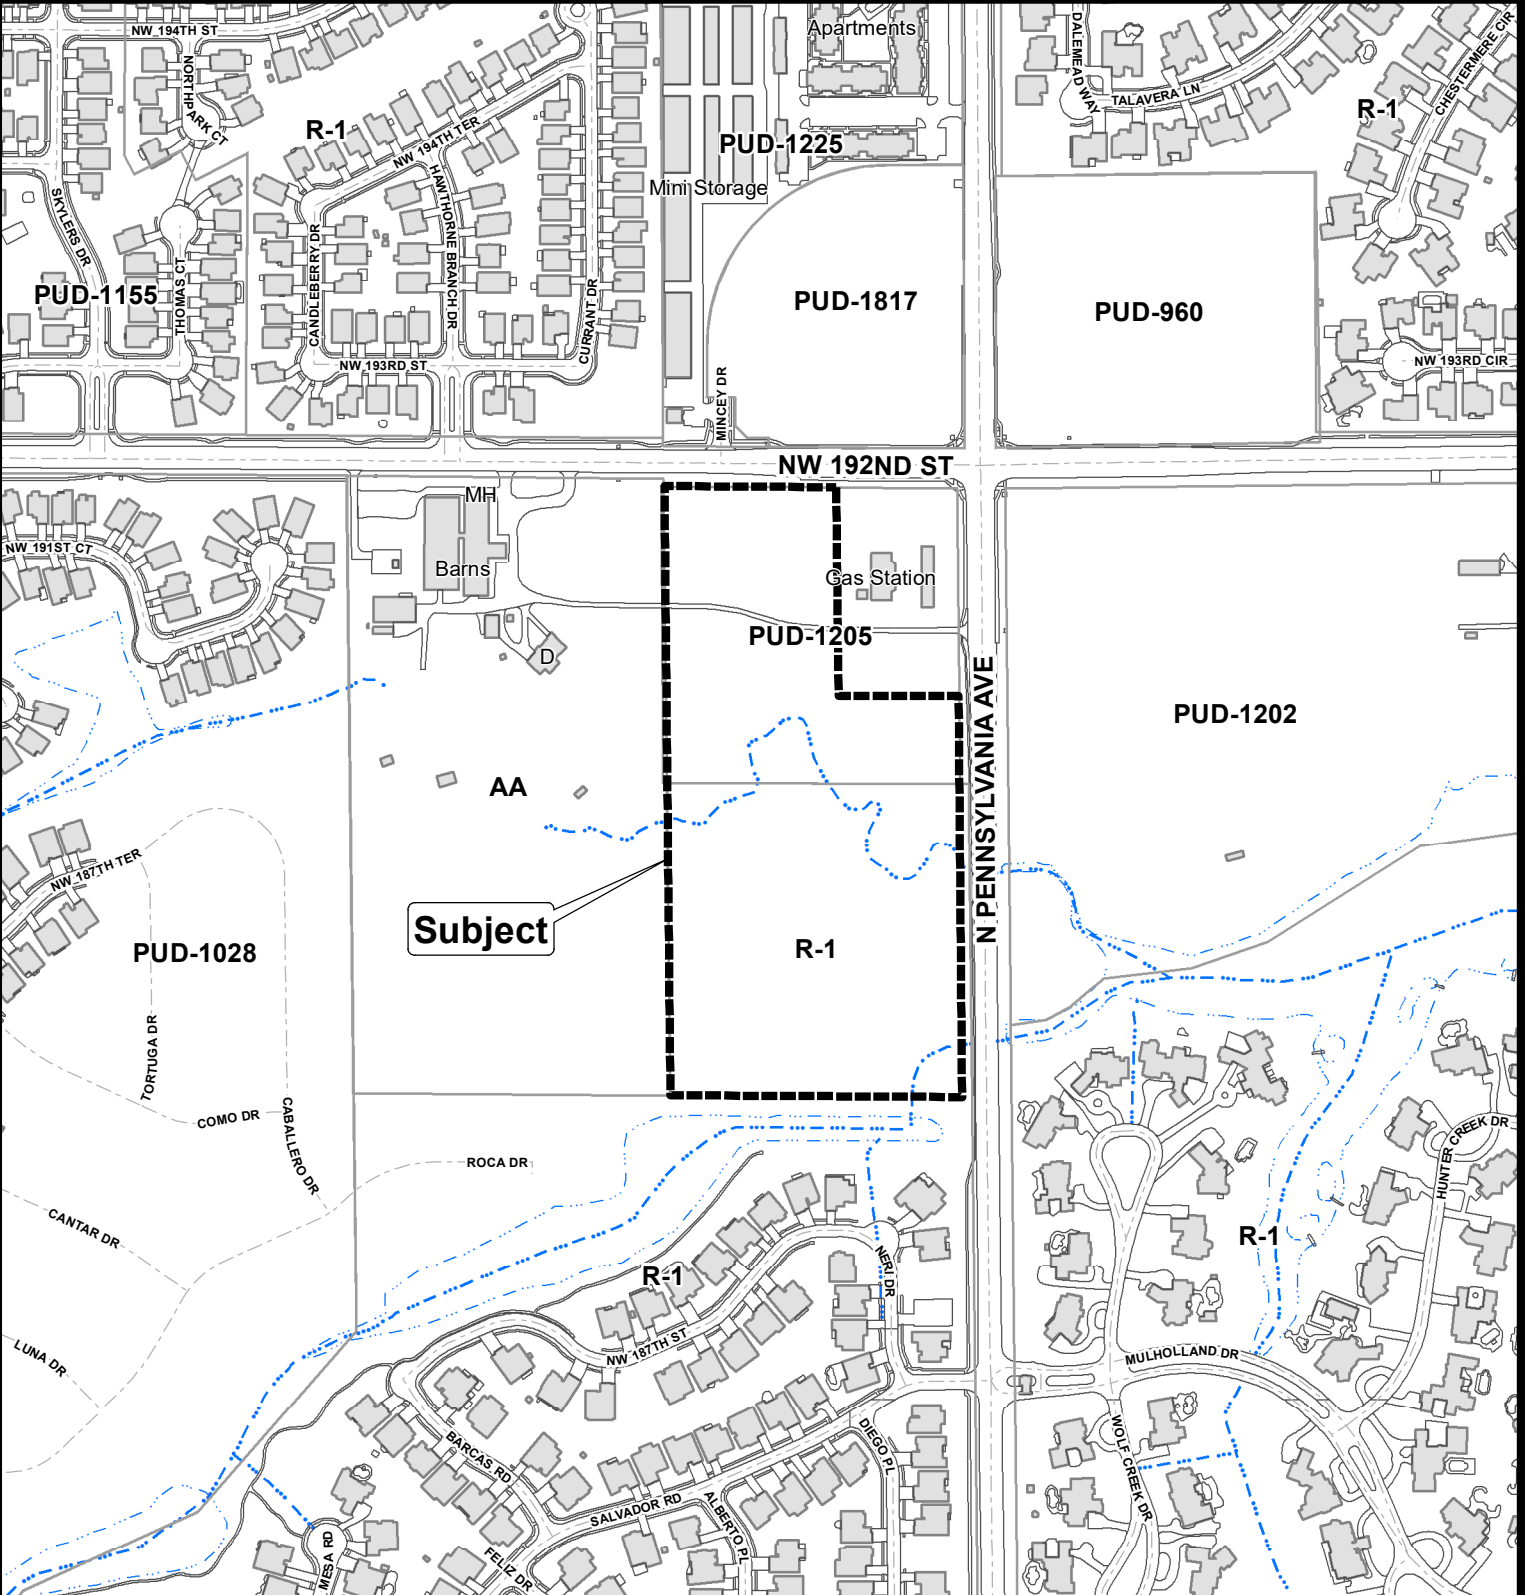 NW 194TH ST
Apartments
DALEMEAD WAY
TALAVERA LN
CHESTERMERE CIR
NORTHPARK CT
R-1
R-1
NW 194TH TER
PUD-1225
Mini Storage
SKYLERS DR
HAWTHORNE BRANCH DR
CANDLEBERRY DR
THOMAS CT
CURRANT DR
PUD-1155
PUD-1817
PUD-960
NW 193RD ST
NW 193RD CIR
MINCEY DR
NW 192ND ST
MH
NW 191ST CT
Barns
Gas Station
PUD-1205
D
N PENNSYLVANIA AVE
PUD-1202
AA
NW 187TH TER
Subject
R-1
PUD-1028
TORTUGA DR
COMO DR
CABALLERO DR
ROCA DR
HUNTER CREEK DR
CANTAR DR
R-1
R-1
NERI DR
LUNA DR
NW 187TH ST
MULHOLLAND DR
BARCAS RD
DIEGO PL
WOLF CREEK DR
SALVADOR RD
ALBERTO PL
MESA RD
FELIZ DR